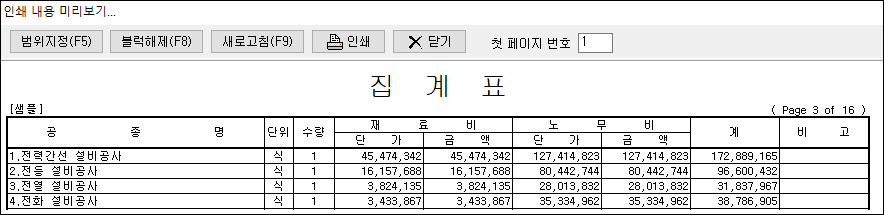 인쇄 내용 미리보기...
범위지정(F5) 블럭해제(F8) 새로고침(F9) 인쇄 닫기 첫 페이지 번호 1
집 계 표
[샘플] ( Page 3 of 16 )
공 종 명 단위 수량 재 료 비 노 무 비 계 비 고
단 가 금 액 단 가 금 액
1.전력간선 설비공사 식 1 45,474,342 45,474,342 127,414,823 127,414,823 172,889,165
2.전등 설비공사 식 1 16,157,688 16,157,688 80,442,744 80,442,744 96,600,432
3.전열 설비공사 식 1 3,824,135 3,824,135 28,013,832 28,013,832 31,837,967
4.전화 설비공사 식 1 3,433,867 3,433,867 35,334,962 35,334,962 38,786,905